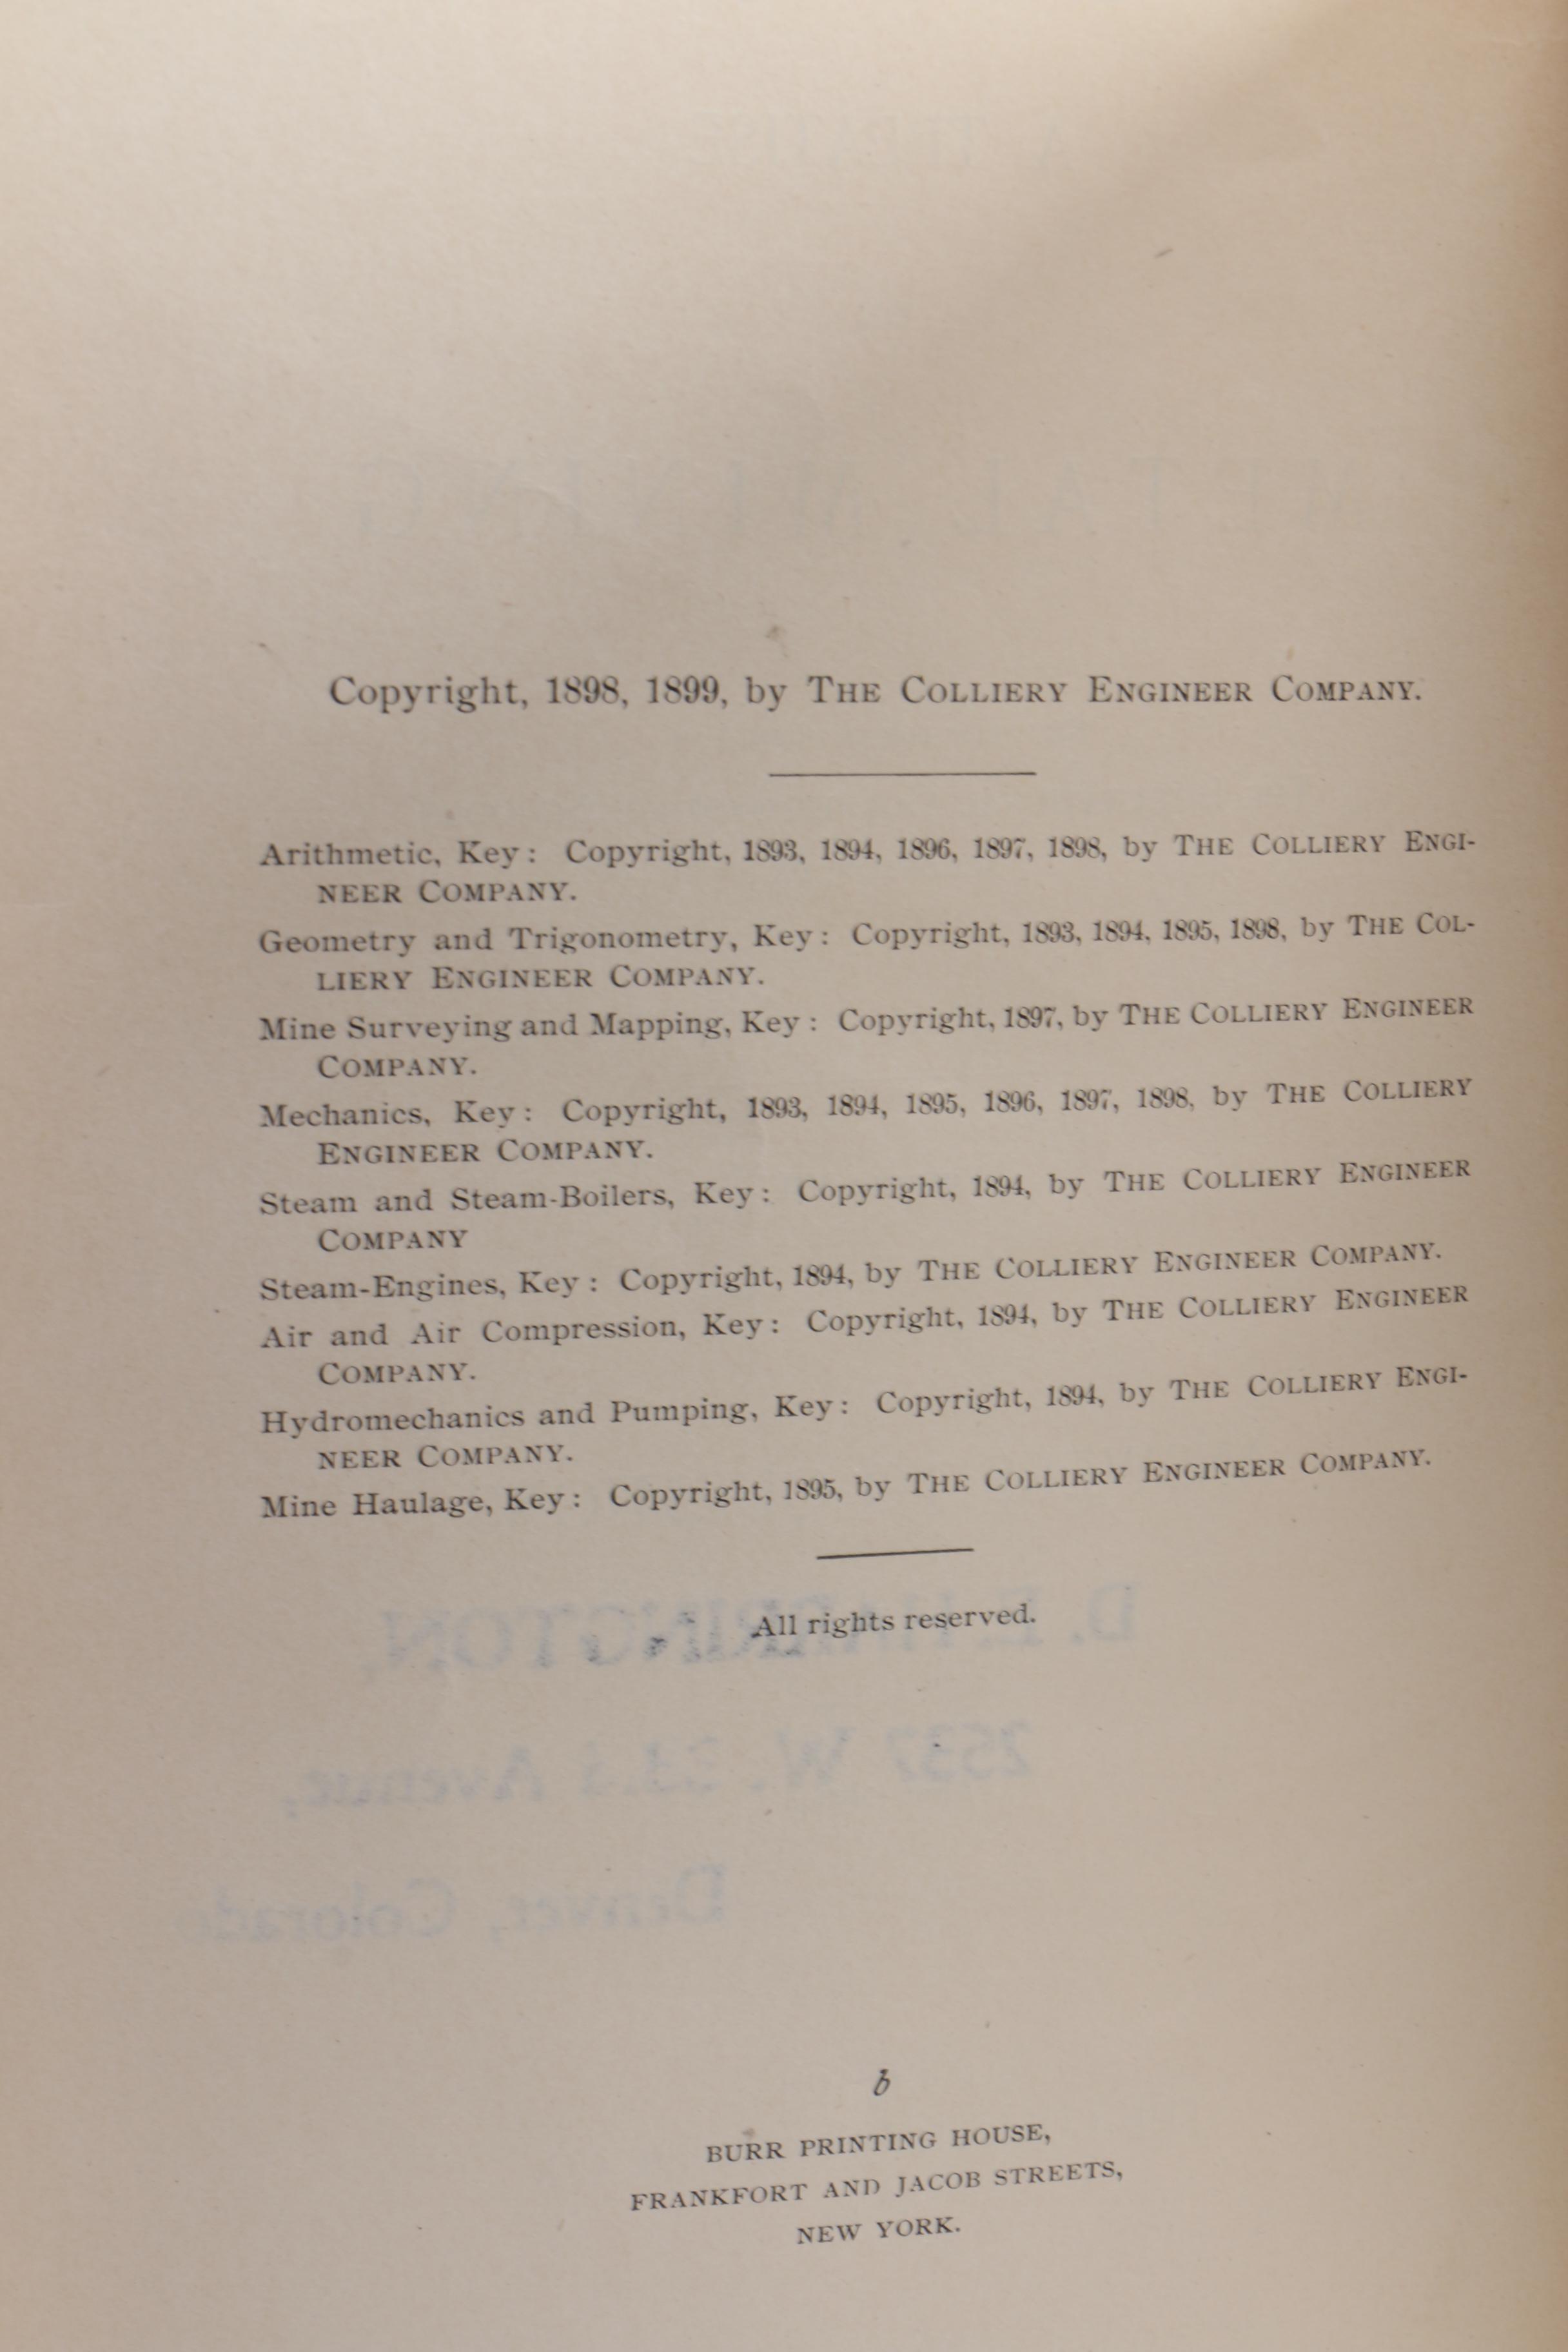 Copyright, 1898, 1899, by THE COLLIERY ENGINEER COMPANY.
Arithmetic, Key: Copyright, 1893, 1894, 1896, 1897, 1898, by THE COLLIERY ENGI-
NEER COMPANY.
Geometry and Trigonometry, Key: Copyright, 1893, 1894, 1895, 1898, by THE COL-
LIERY ENGINEER COMPANY.
Mine Surveying and Mapping, Key: Copyright, 1897, by THE COLLIERY ENGINEER
COMPANY.
Mechanics, Key: Copyright, 1893, 1894, 1895, 1896, 1897, 1898, by THE COLLIERY
ENGINEER COMPANY.
Steam and Steam-Boilers, Key: Copyright, 1894, by THE COLLIERY ENGINEER
COMPANY
Steam-Engines, Key: Copyright, 1894, by THE COLLIERY ENGINEER COMPANY.
Air and Air Compression, Key: Copyright, 1894, by THE COLLIERY ENGINEER
COMPANY.
Hydromechanics and Pumping, Key: Copyright, 1894, by THE COLLIERY ENGI-
NEER COMPANY.
Mine Haulage, Key: Copyright, 1895, by THE COLLIERY ENGINEER COMPANY.
All rights reserved.
b
BURR PRINTING HOUSE,
FRANKFORT AND JACOB STREETS,
NEW YORK.